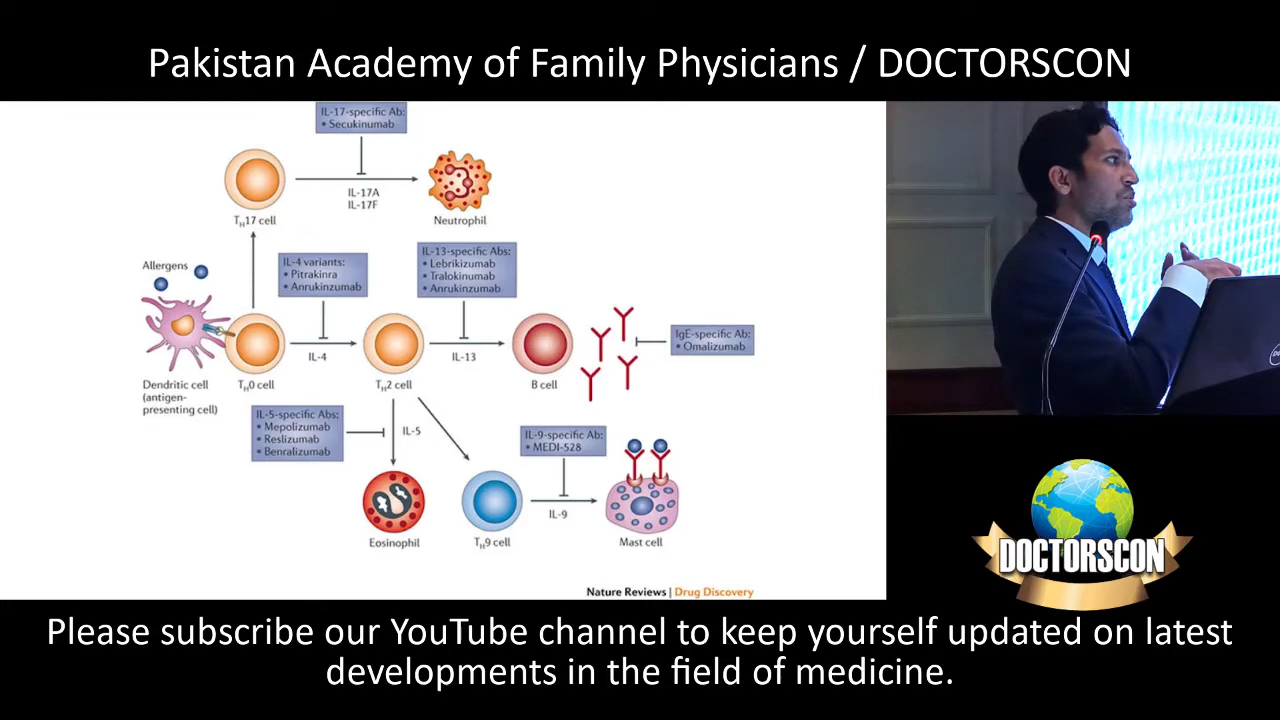 Pakistan Academy of Family Physicians / DOCTORSCON
IL-17-specific Ab:
• Secukinumab
IL-17A
IL-17F
TH17 cell
Neutrophil
Allergens
IL-4 variants:
• Pitrakinra
• Anrukinzumab
IL-13-specific Abs:
• Lebrikizumab
• Tralokinumab
• Anrukinzumab
IgE-specific Ab:
• Omalizumab
IL-4
IL-13
Dendritic cell
(antigen-
presenting cell)
TH0 cell
TH2 cell
B cell
IL-5-specific Abs:
• Mepolizumab
• Reslizumab
• Benralizumab
IL-5
IL-9-specific Ab:
• MEDI-528
IL-9
Eosinophil
TH9 cell
Mast cell
Nature Reviews | Drug Discovery
DOCTORSCON
Please subscribe our YouTube channel to keep yourself updated on latest
developments in the field of medicine.